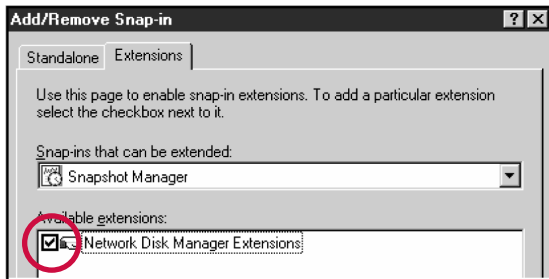 Add/Remove Snap-in
Standalone Extensions
Use this page to enable snap-in extensions. To add a particular extension
select the checkbox next to it.
Snap-ins that can be extended:
Snapshot Manager
Available extensions:
Network Disk Manager Extensions